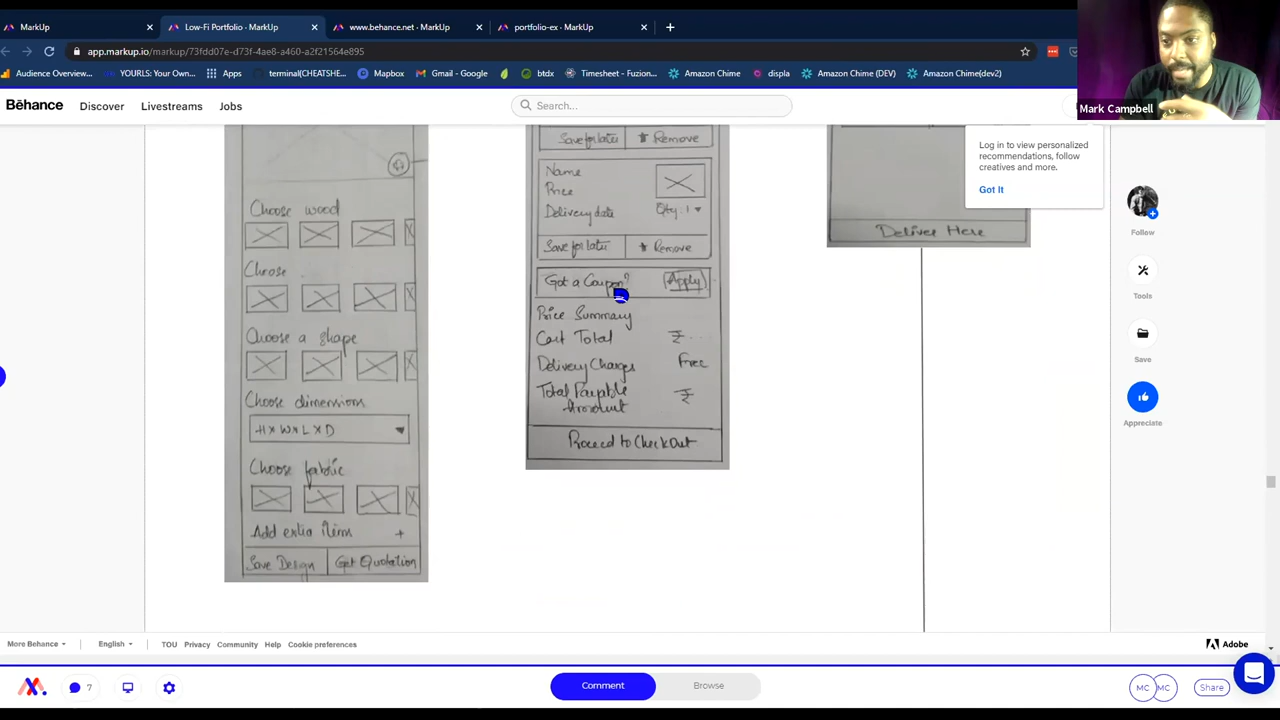 MarkUp
Low-Fi Portfolio - MarkUp
www.behance.net - MarkUp
portfolio-ex - MarkUp
app.markup.io/markup/73fdd07e-d73f-4ae8-a460-a2f21564e895
Audience Overview...
YOURLS: Your Own...
Apps
terminal(CHEATSHE...
Mapbox
Gmail - Google
btdx
Timesheet - Fuzion...
Amazon Chime
displa
Amazon Chime (DEV)
Amazon Chime(dev2)
Mark Campbell
Bēhance
Discover
Livestreams
Jobs
Search...
Log in to view personalized
recommendations, follow
creatives and more.
Got It
Follow
Tools
Save
Appreciate
Choose wood
Choose
Choose a shape
Choose dimensions
H x W x L x D
Choose fabric
Add extra items +
Save Design
Get Quotation
Save for later
Remove
Name
Price
Delivery date
Qty: 1
Save for later
Remove
Got a Coupon?
Apply
Price Summary
Cart Total ₹ ...
Delivery Charges Free
Total Payable ₹
Amount
Proceed to CheckOut
Deliver Here
More Behance
English
TOU
Privacy
Community
Help
Cookie preferences
Adobe
7
Comment
Browse
MC
MC
Share